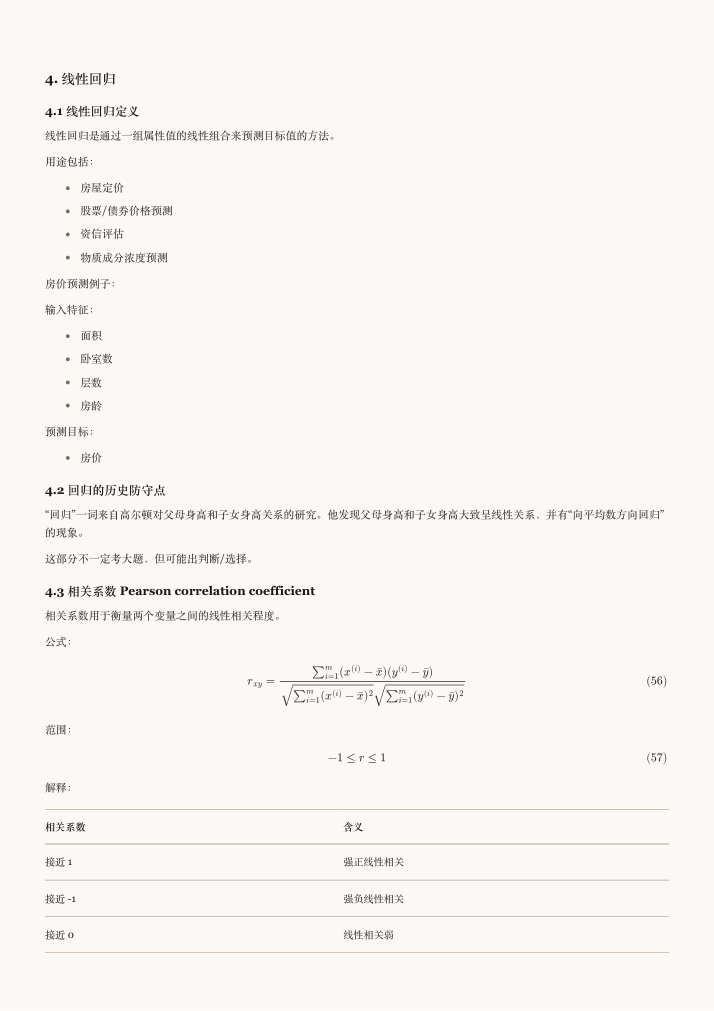 4. 线性回归
4.1 线性回归定义
线性回归是通过一组属性值的线性组合来预测目标值的方法。
用途包括：
• 房屋定价
• 股票/债券价格预测
• 资信评估
• 物质成分浓度预测
房价预测例子：
输入特征：
• 面积
• 卧室数
• 层数
• 房龄
预测目标：
• 房价
4.2 回归的历史防守点
“回归”一词来自高尔顿对父母身高和子女身高关系的研究。他发现父母身高和子女身高大致呈线性关系，并有“向平均数方向回归”
的现象。
这部分不一定考大题，但可能出判断/选择。
4.3 相关系数 Pearson correlation coefficient
相关系数用于衡量两个变量之间的线性相关程度。
公式：
$r_{xy} = \frac{\sum_{i=1}^{m}(x^{(i)} - \bar{x})(y^{(i)} - \bar{y})}{\sqrt{\sum_{i=1}^{m}(x^{(i)} - \bar{x})^2}\sqrt{\sum_{i=1}^{m}(y^{(i)} - \bar{y})^2}}$ (56)
范围：
$-1 \leq r \leq 1$ (57)
解释：
相关系数 含义
接近 1 强正线性相关
接近 -1 强负线性相关
接近 0 线性相关弱